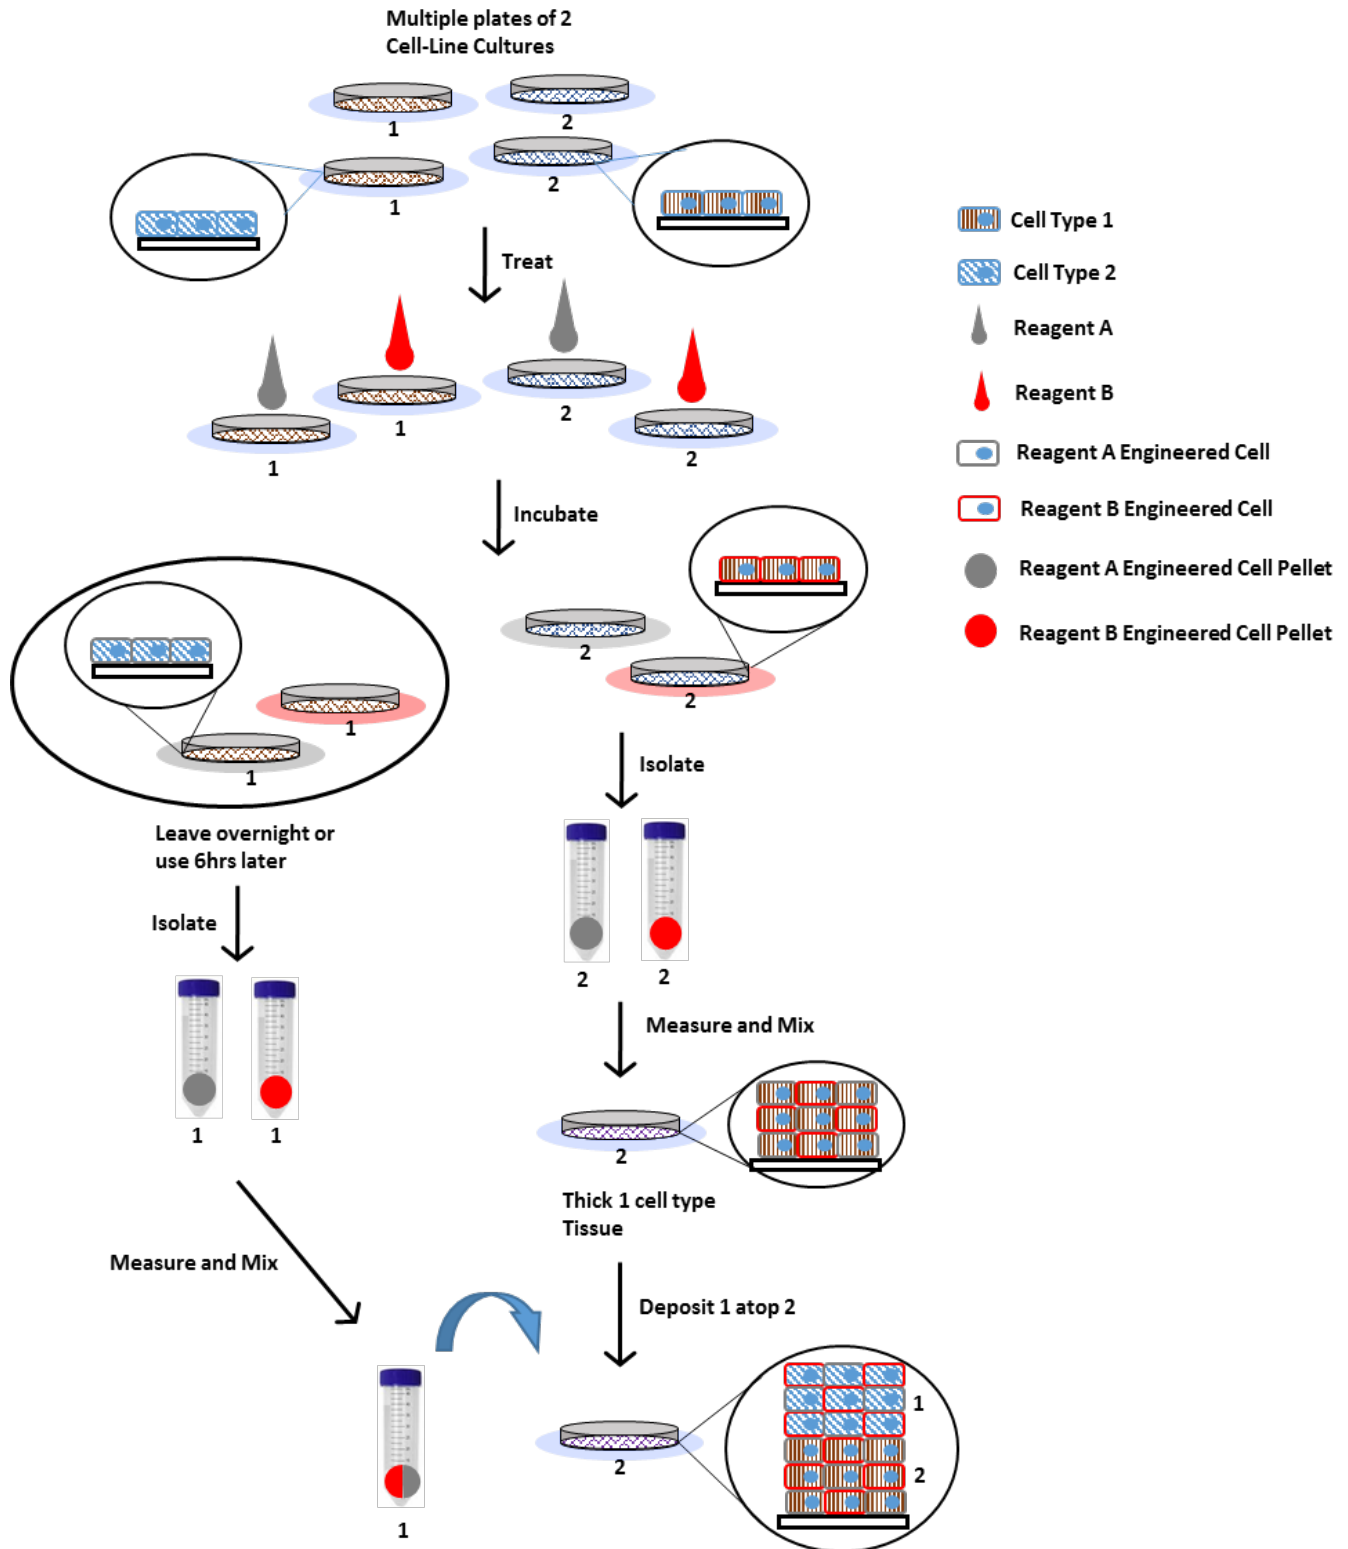 Multiple plates of 2
Cell-Line Cultures
1
2
1
2
Treat
Cell Type 1
Cell Type 2
Reagent A
Reagent B
Reagent A Engineered Cell
Reagent B Engineered Cell
Reagent A Engineered Cell Pellet
Reagent B Engineered Cell Pellet
1
1
2
2
Incubate
2
2
1
1
Leave overnight or
use 6hrs later
Isolate
Isolate
2
2
1
1
Measure and Mix
2
Thick 1 cell type
Tissue
Measure and Mix
Deposit 1 atop 2
1
2
1
2